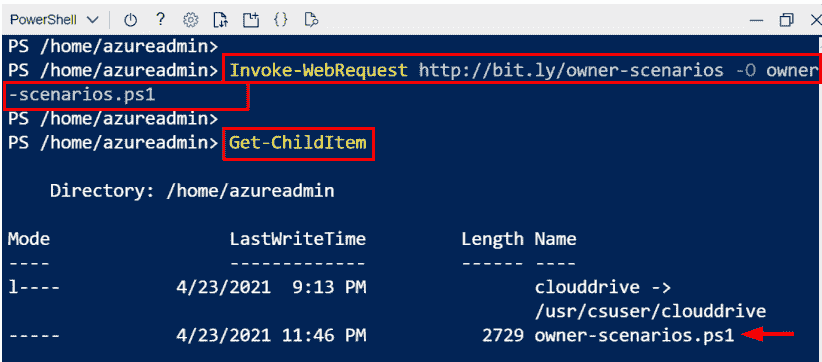 PowerShell ?
PS /home/azureadmin>
PS /home/azureadmin> Invoke-WebRequest http://bit.ly/owner-scenarios -O owner
-scenarios.ps1
PS /home/azureadmin>
PS /home/azureadmin> Get-ChildItem
Directory: /home/azureadmin
Mode LastWriteTime Length Name
---- ------------- ------ ----
l---- 4/23/2021 9:13 PM clouddrive ->
/usr/csuser/clouddrive
----- 4/23/2021 11:46 PM 2729 owner-scenarios.ps1